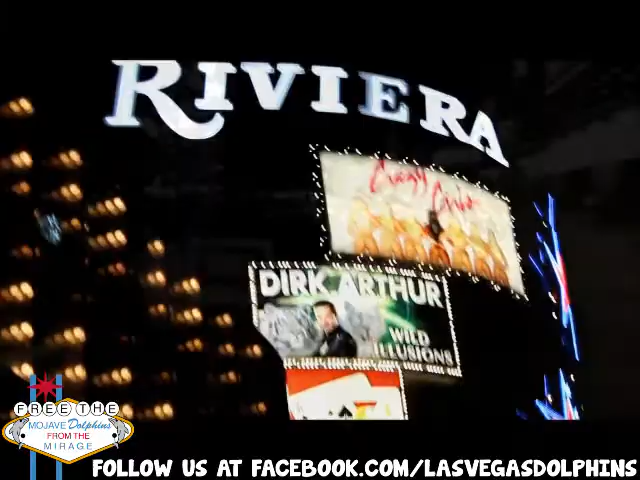 RIVIERA
Crazy Girls
DIRK ARTHUR
WILD
ILLUSIONS
FREE THE
MOJAVE Dolphins
FROM THE
MIRAGE
FOLLOW US AT FACEBOOK.COM/LASVEGASDOLPHINS